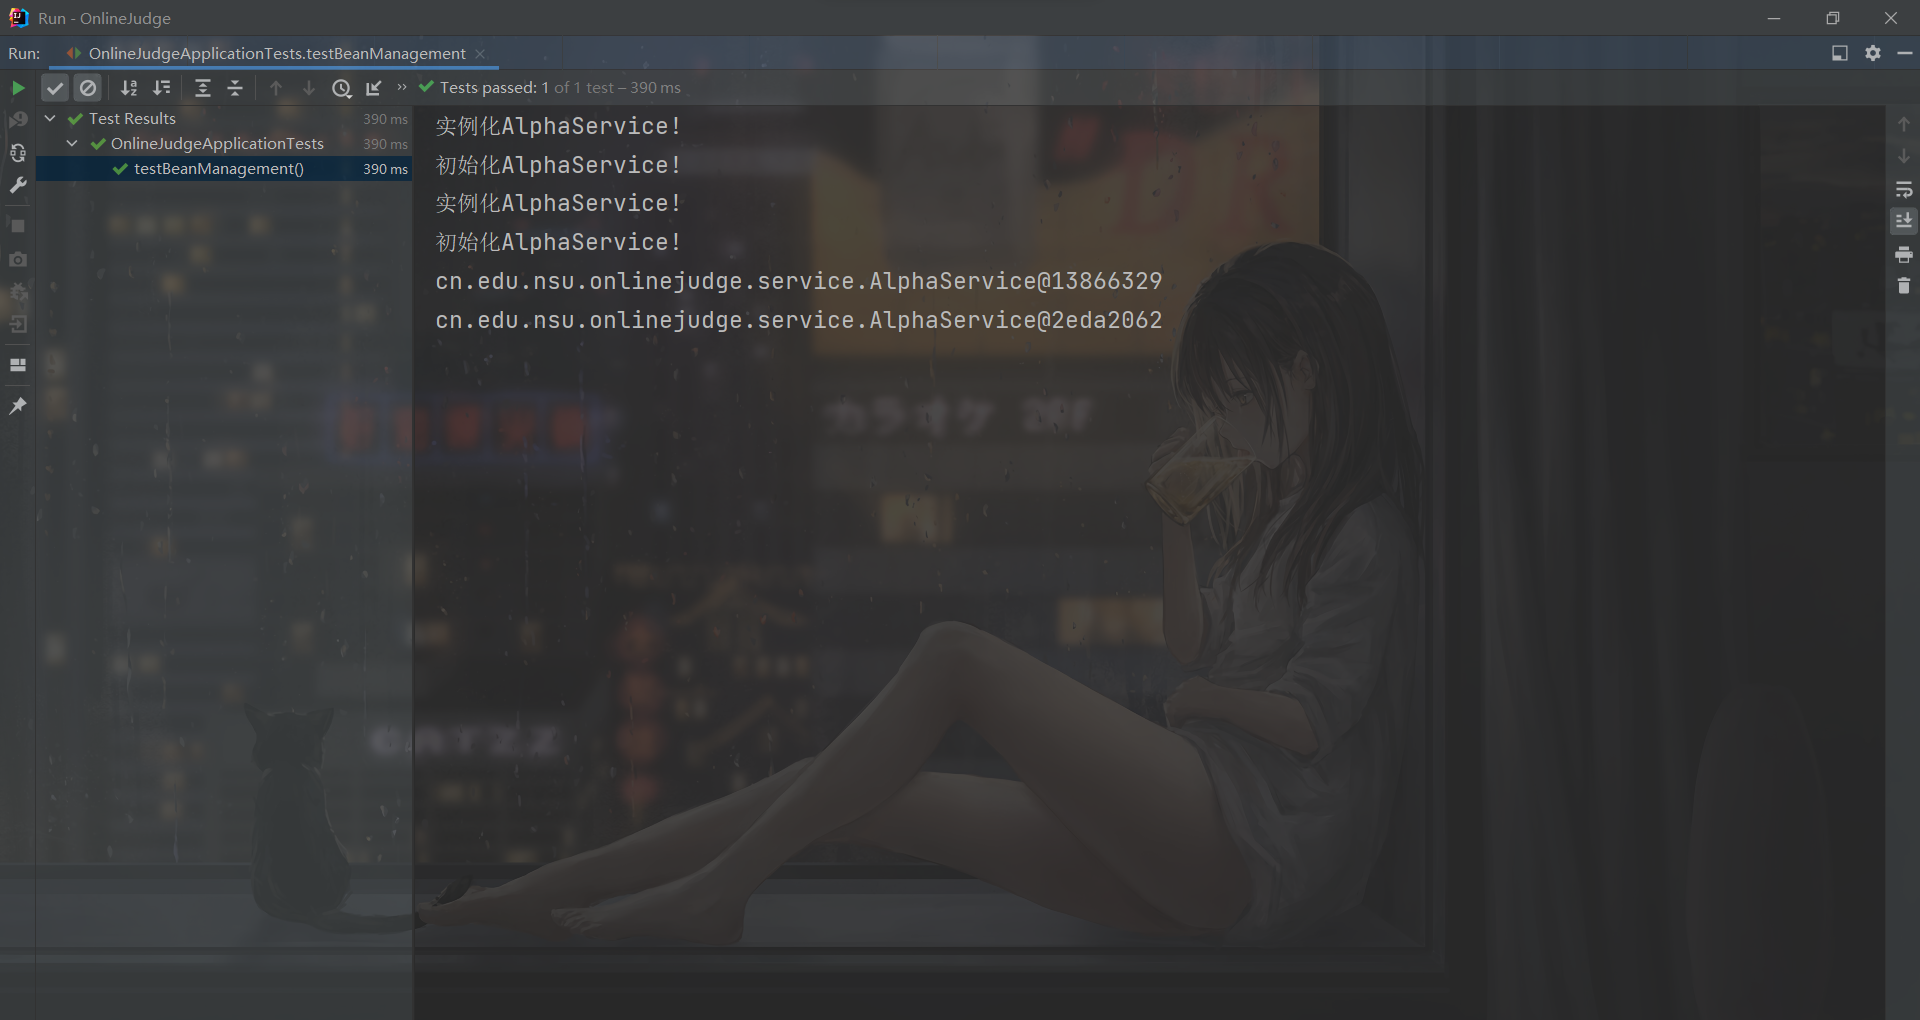 Run - OnlineJudge
Run: OnlineJudgeApplicationTests.testBeanManagement
Tests passed: 1 of 1 test – 390 ms
Test Results 390 ms
OnlineJudgeApplicationTests 390 ms
testBeanManagement() 390 ms
实例化AlphaService!
初始化AlphaService!
实例化AlphaService!
初始化AlphaService!
cn.edu.nsu.onlinejudge.service.AlphaService@13866329
cn.edu.nsu.onlinejudge.service.AlphaService@2eda2062
カラオケ